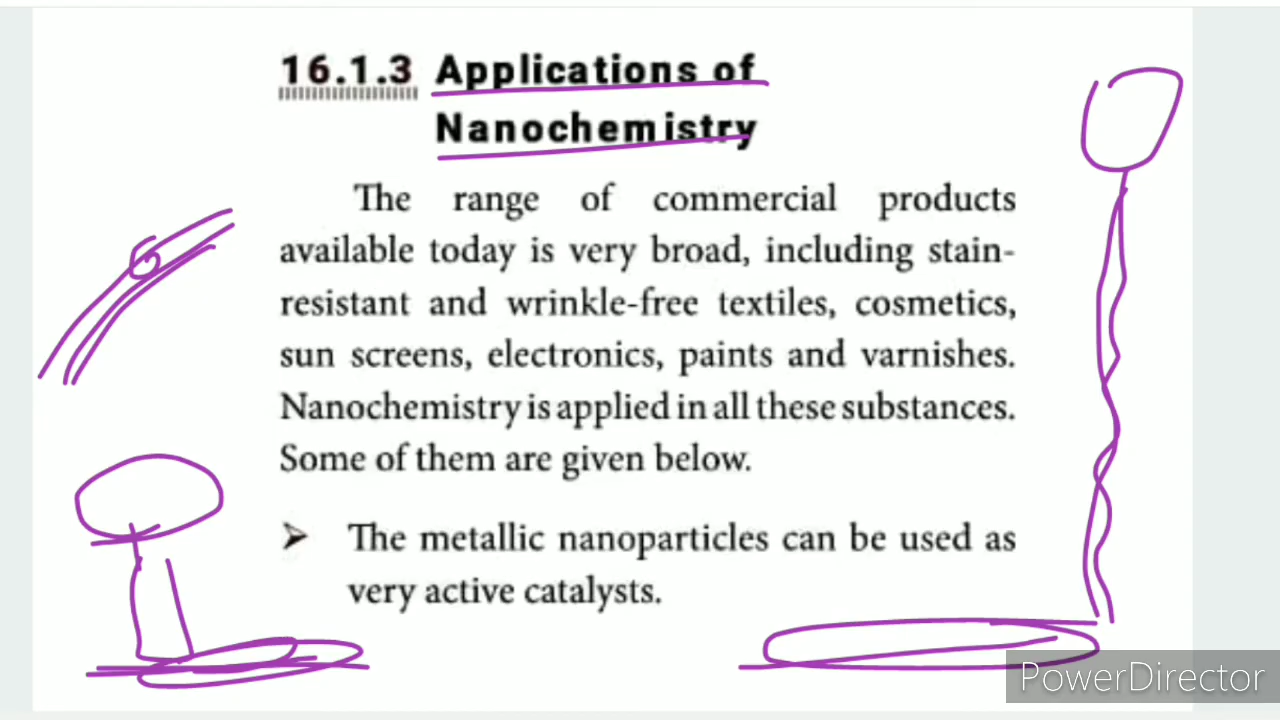 16.1.3 Applications of
Nanochemistry
The range of commercial products
available today is very broad, including stain-
resistant and wrinkle-free textiles, cosmetics,
sun screens, electronics, paints and varnishes.
Nanochemistry is applied in all these substances.
Some of them are given below.
➤ The metallic nanoparticles can be used as
very active catalysts.
PowerDirector